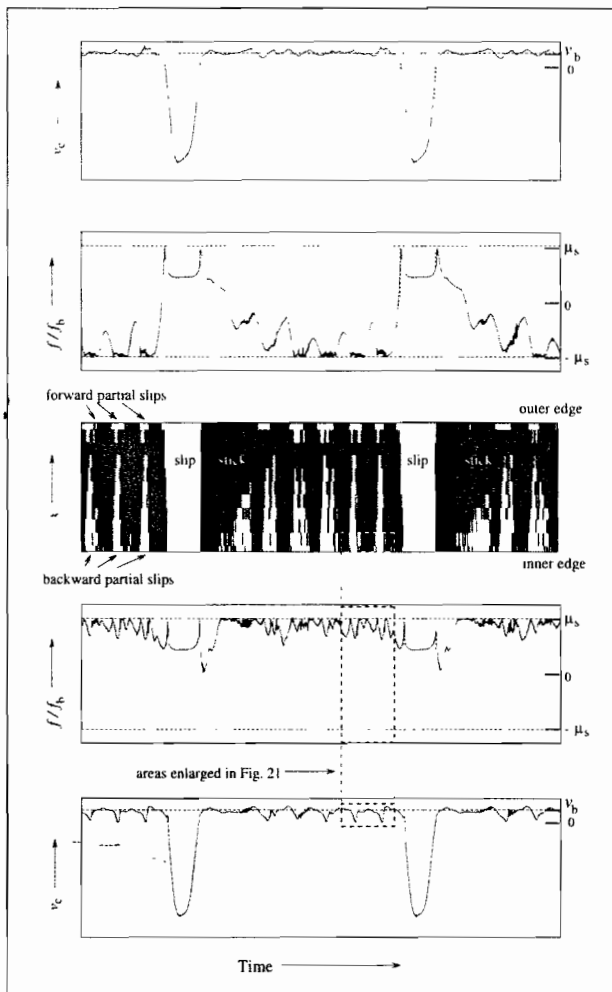 v_b
0
v_c
μ_s
0
- μ_s
f/f_b
forward partial slips
outer edge
slip
stick
slip
backward partial slips
inner edge
μ_s
0
- μ_s
f/f_b
areas enlarged in Fig. 21
v_b
0
v_c
Time